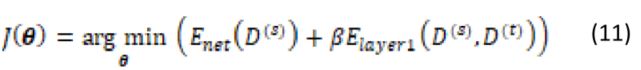 J(θ) = arg min_θ (E_net(D^(s)) + βE_layer1(D^(s), D^(t))) (11)